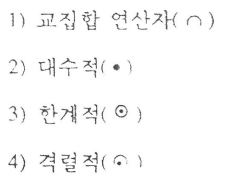 1) 교집합 연산자( ∩ )
2) 대수적( • )
3) 한계적( ⊙ )
4) 격렬적( )